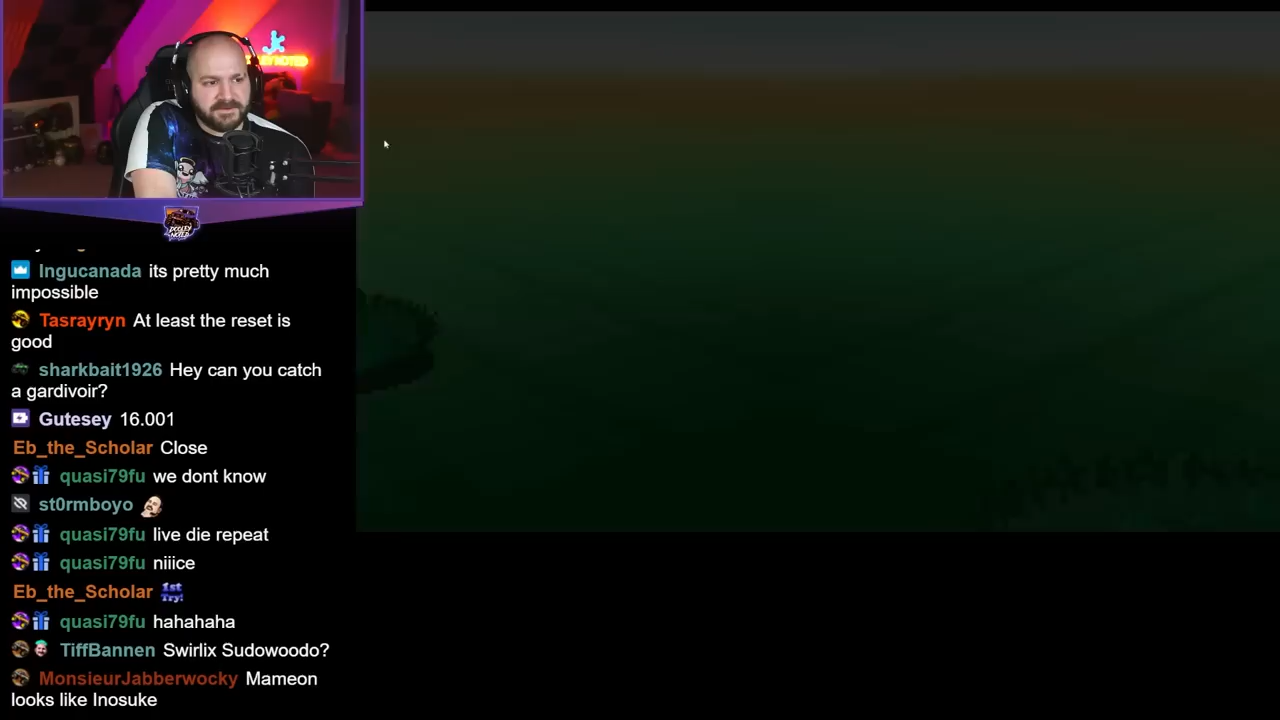 Ingucanada its pretty much
impossible
Tasrayryn At least the reset is
good
sharkbait1926 Hey can you catch
a gardivoir?
Gutesey 16.001
Eb_the_Scholar Close
quasi79fu we dont know
st0rmboyo
quasi79fu live die repeat
quasi79fu niiice
Eb_the_Scholar 1st Try!
quasi79fu hahahaha
TiffBannen Swirlix Sudowoodo?
MonsieurJabberwocky Mameon
looks like Inosuke